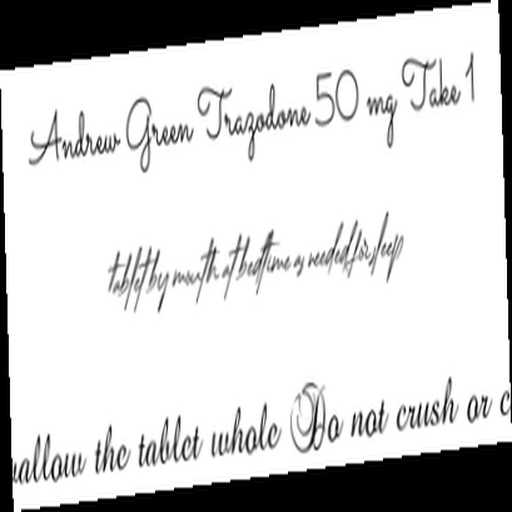 Andrew Green Trazodone 50 mg Take 1
tablet by mouth at bedtime as needed for sleep
the tablet whole Do not crush or